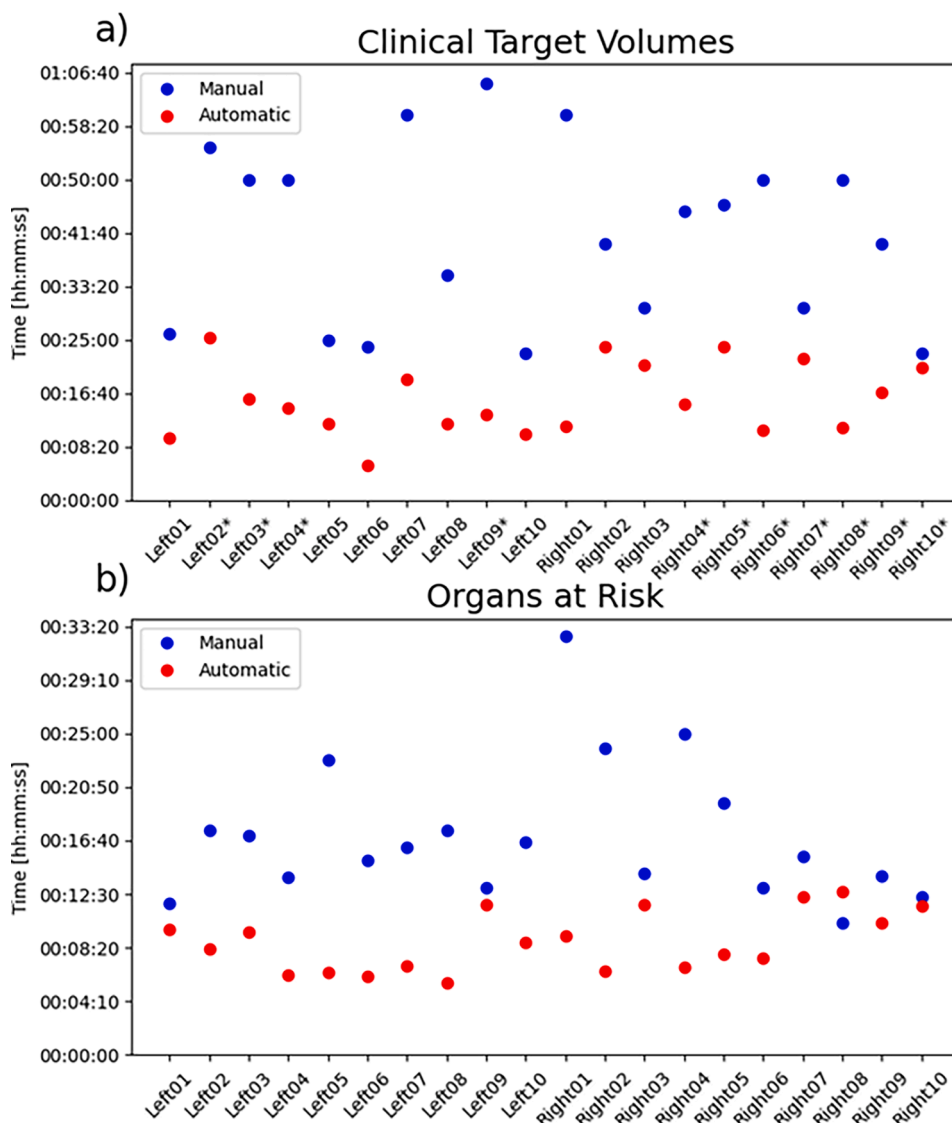 a)
Clinical Target Volumes
Manual
Automatic
01:06:40
00:58:20
00:50:00
00:41:40
00:33:20
00:25:00
00:16:40
00:08:20
00:00:00
Time [hh:mm:ss]
Left01
Left02*
Left03*
Left04*
Left05
Left06
Left07
Left08
Left09*
Left10
Right01
Right02
Right03
Right04*
Right05*
Right06*
Right07*
Right08*
Right09*
Right10*
b)
Organs at Risk
Manual
Automatic
00:33:20
00:29:10
00:25:00
00:20:50
00:16:40
00:12:30
00:08:20
00:04:10
00:00:00
Time [hh:mm:ss]
Left01
Left02
Left03
Left04
Left05
Left06
Left07
Left08
Left09
Left10
Right01
Right02
Right03
Right04
Right05
Right06
Right07
Right08
Right09
Right10